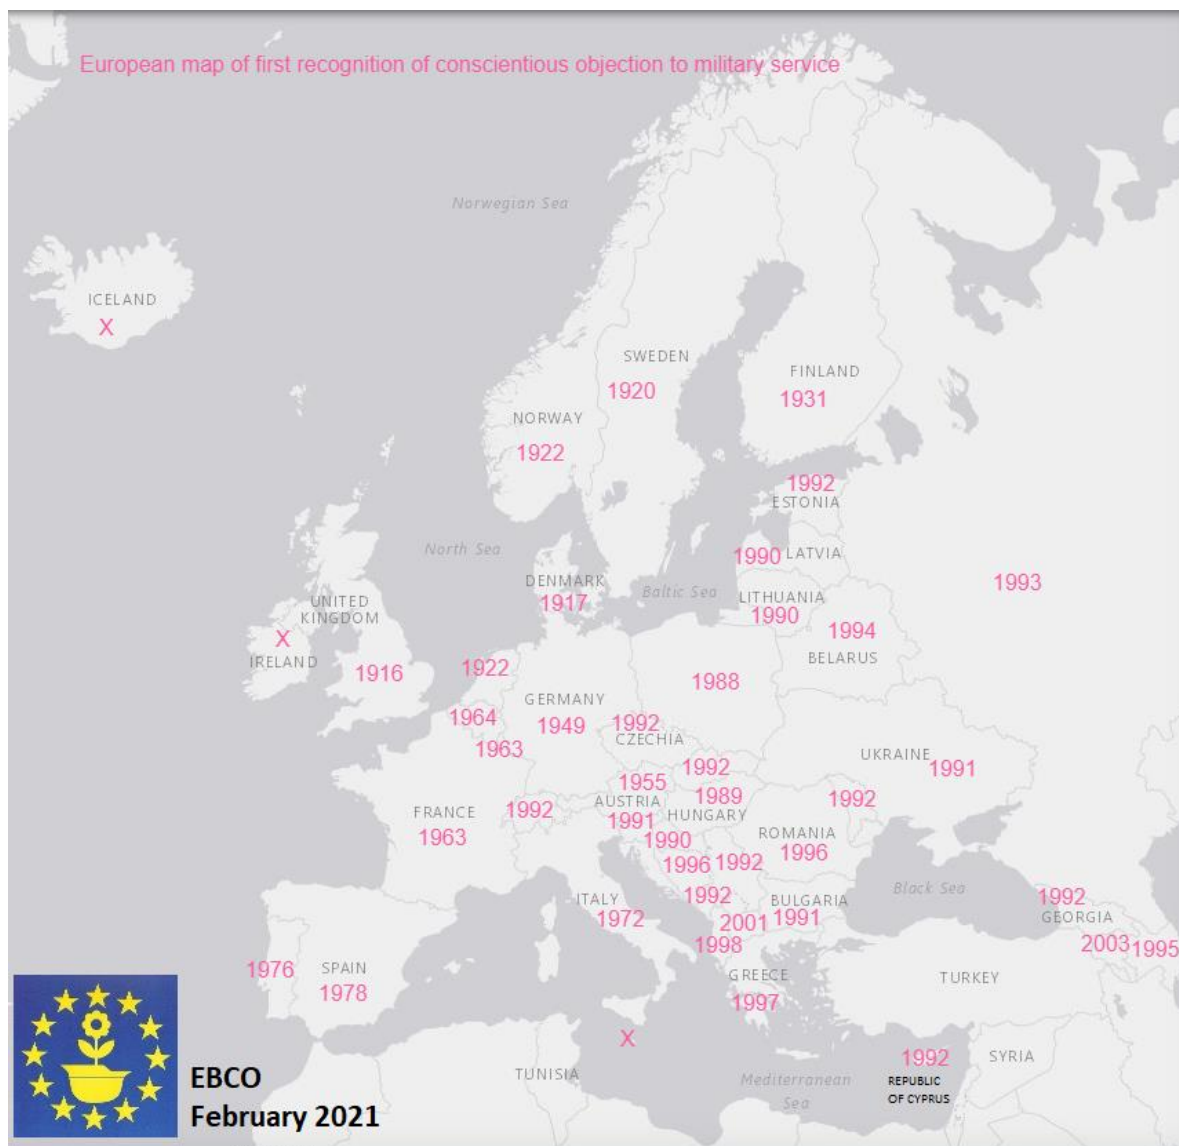 European map of first recognition of conscientious objection to military service
Norwegian Sea
ICELAND
X
SWEDEN
1920
FINLAND
1931
NORWAY
1922
1992
ESTONIA
North Sea
1990
LATVIA
DENMARK
1917
Baltic Sea
LITHUANIA
1990
1993
UNITED
KINGDOM
X
IRELAND
1916
1994
BELARUS
1922
1988
GERMANY
1949
1964
1963
1992
CZECHIA
UKRAINE
1991
1992
1955
AUSTRIA
1989
HUNGARY
1992
FRANCE
1963
1992
1991
1990
ROMANIA
1996
1996
1992
1992
ITALY
1972
BULGARIA
1991
2001
1998
Black Sea
1992
GEORGIA
2003
1995
1976
SPAIN
1978
GREECE
1997
TURKEY
X
TUNISIA
Mediterranean
Sea
1992
REPUBLIC
OF CYPRUS
SYRIA
EBCO
February 2021